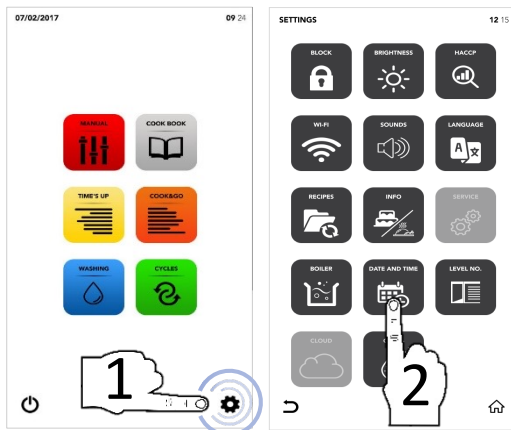 07/02/2017 09 24
MANUAL COOK BOOK
TIME'S UP COOK&GO
WASHING CYCLES
1
SETTINGS 12 15
BLOCK BRIGHTNESS HACCP
WI-FI SOUNDS LANGUAGE
A
RECIPES INFO SERVICE
BOILER DATE AND TIME LEVEL NO.
CLOUD
2